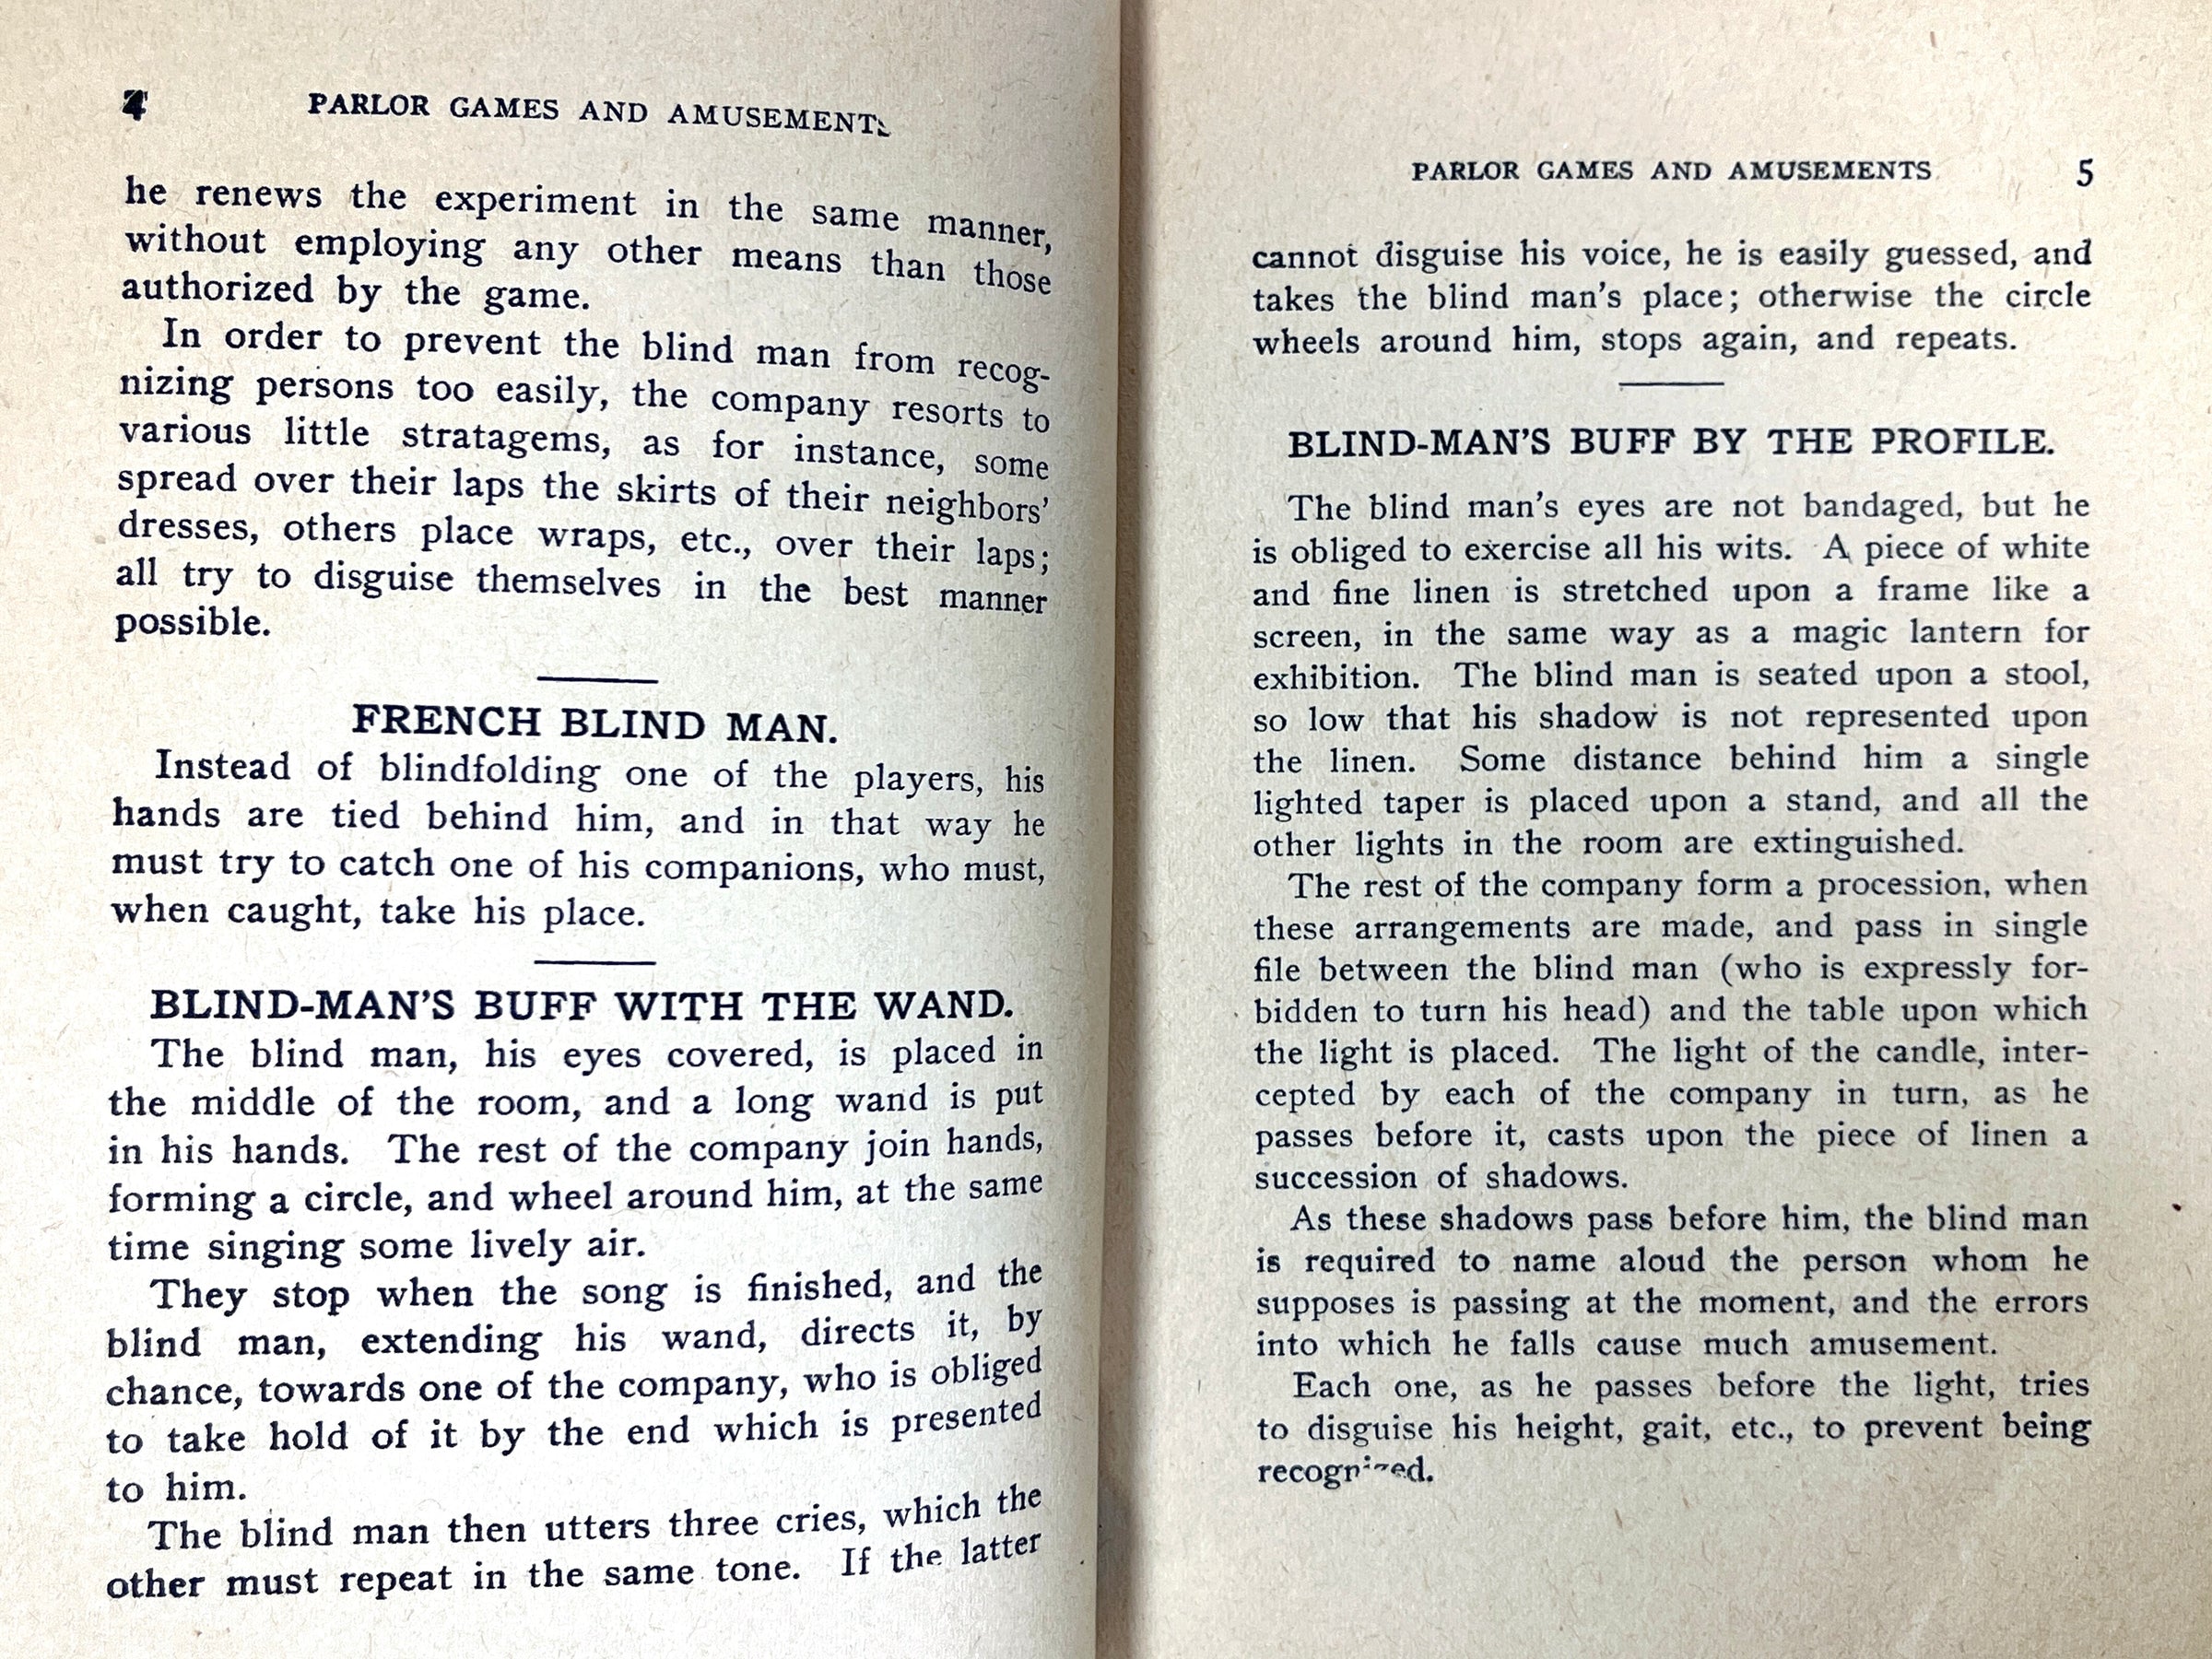 4 PARLOR GAMES AND AMUSEMENTS
he renews the experiment in the same manner,
without employing any other means than those
authorized by the game.
In order to prevent the blind man from recog-
nizing persons too easily, the company resorts to
various little stratagems, as for instance, some
spread over their laps the skirts of their neighbors'
dresses, others place wraps, etc., over their laps;
all try to disguise themselves in the best manner
possible.
FRENCH BLIND MAN.
Instead of blindfolding one of the players, his
hands are tied behind him, and in that way he
must try to catch one of his companions, who must,
when caught, take his place.
BLIND-MAN'S BUFF WITH THE WAND.
The blind man, his eyes covered, is placed in
the middle of the room, and a long wand is put
in his hands. The rest of the company join hands,
forming a circle, and wheel around him, at the same
time singing some lively air.
They stop when the song is finished, and the
blind man, extending his wand, directs it, by
chance, towards one of the company, who is obliged
to take hold of it by the end which is presented
to him.
The blind man then utters three cries, which the
other must repeat in the same tone. If the latter
PARLOR GAMES AND AMUSEMENTS 5
cannot disguise his voice, he is easily guessed, and
takes the blind man's place; otherwise the circle
wheels around him, stops again, and repeats.
BLIND-MAN'S BUFF BY THE PROFILE.
The blind man's eyes are not bandaged, but he
is obliged to exercise all his wits. A piece of white
and fine linen is stretched upon a frame like a
screen, in the same way as a magic lantern for
exhibition. The blind man is seated upon a stool,
so low that his shadow is not represented upon
the linen. Some distance behind him a single
lighted taper is placed upon a stand, and all the
other lights in the room are extinguished.
The rest of the company form a procession, when
these arrangements are made, and pass in single
file between the blind man (who is expressly for-
bidden to turn his head) and the table upon which
the light is placed. The light of the candle, inter-
cepted by each of the company in turn, as he
passes before it, casts upon the piece of linen a
succession of shadows.
As these shadows pass before him, the blind man
is required to name aloud the person whom he
supposes is passing at the moment, and the errors
into which he falls cause much amusement.
Each one, as he passes before the light, tries
to disguise his height, gait, etc., to prevent being
recognized.